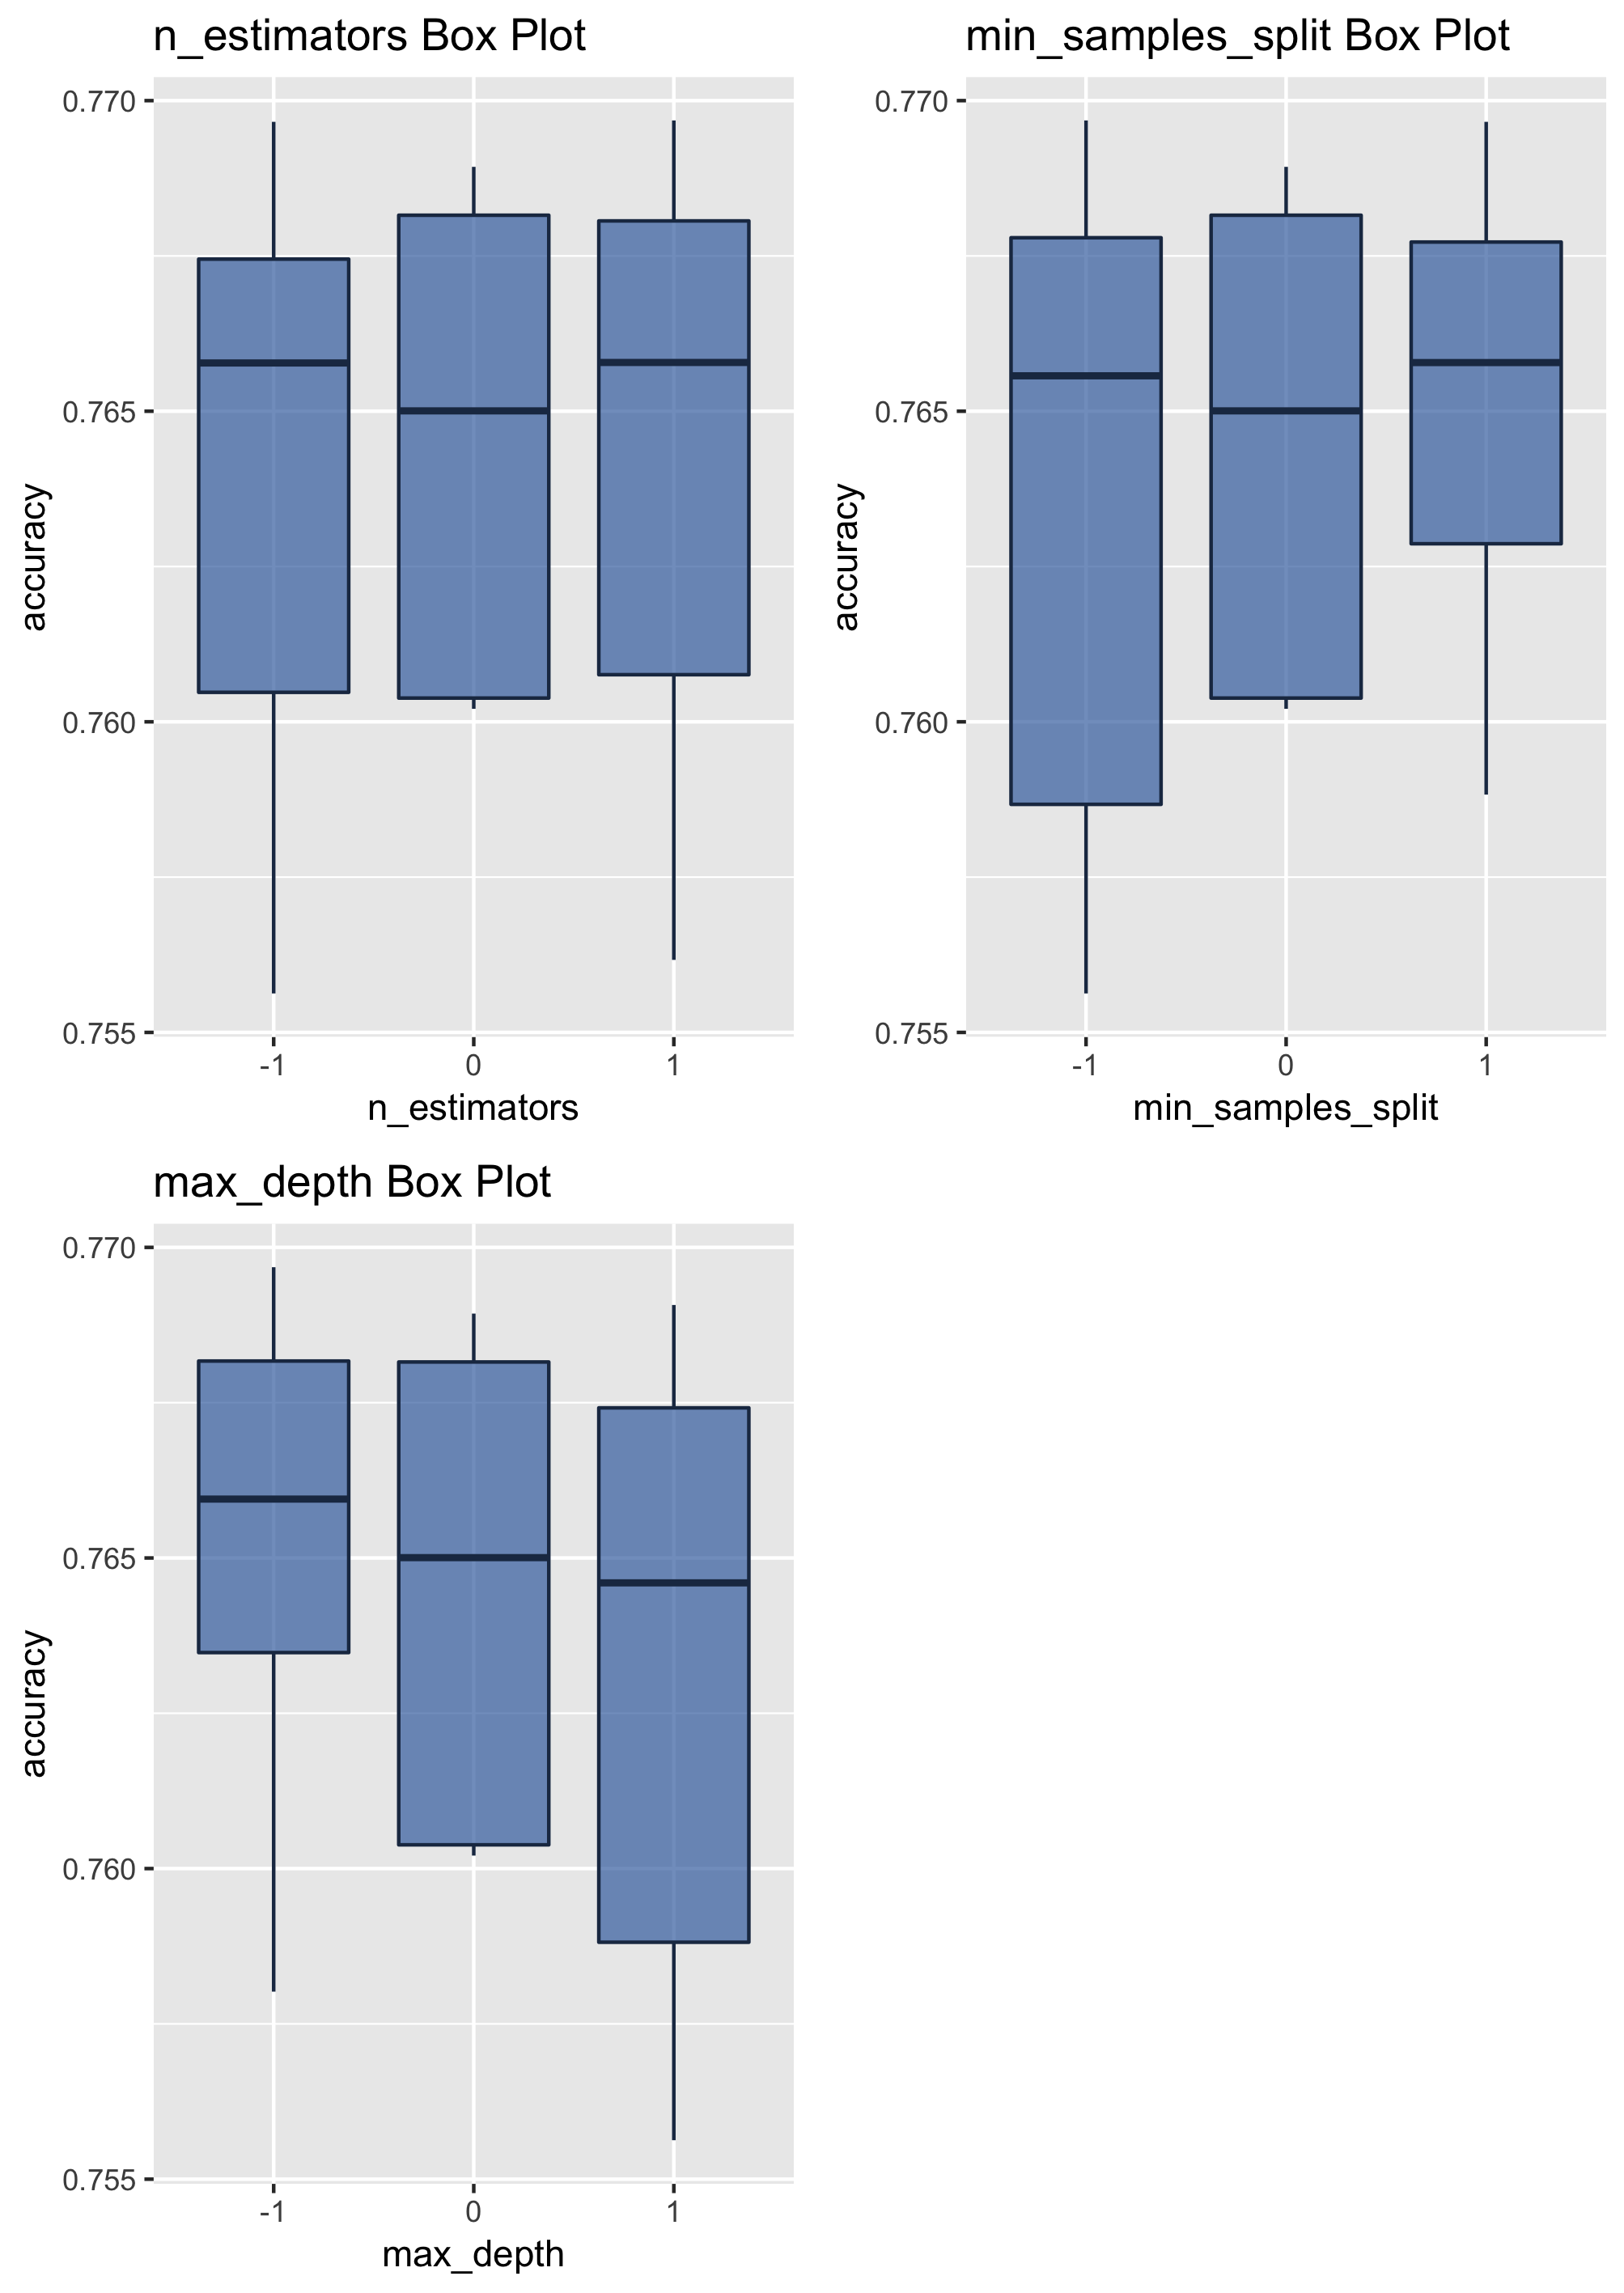 n_estimators Box Plot
0.770
0.765
0.760
0.755
accuracy
-1 0 1
n_estimators
min_samples_split Box Plot
0.770
0.765
0.760
0.755
accuracy
-1 0 1
min_samples_split
max_depth Box Plot
0.770
0.765
0.760
0.755
accuracy
-1 0 1
max_depth